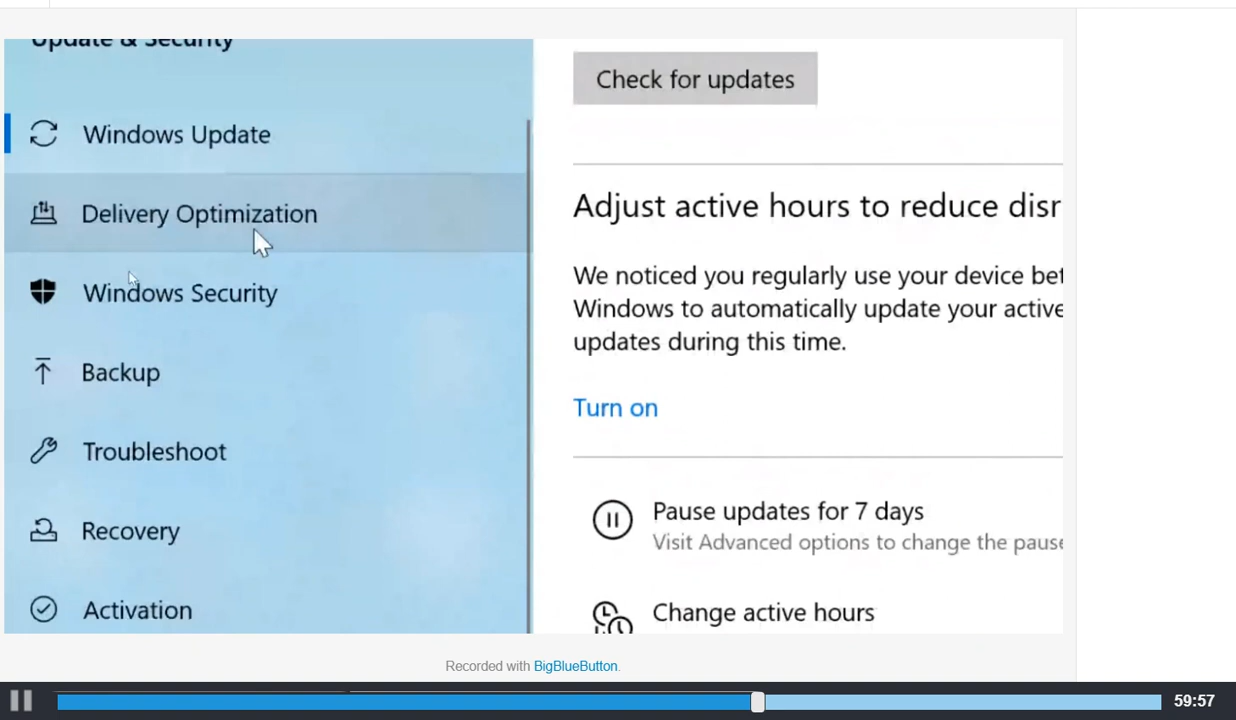 Update & Security
Windows Update
Delivery Optimization
Windows Security
Backup
Troubleshoot
Recovery
Activation
Check for updates
Adjust active hours to reduce disr
We noticed you regularly use your device bet
Windows to automatically update your active
updates during this time.
Turn on
Pause updates for 7 days
Visit Advanced options to change the pause
Change active hours
Recorded with BigBlueButton.
59:57